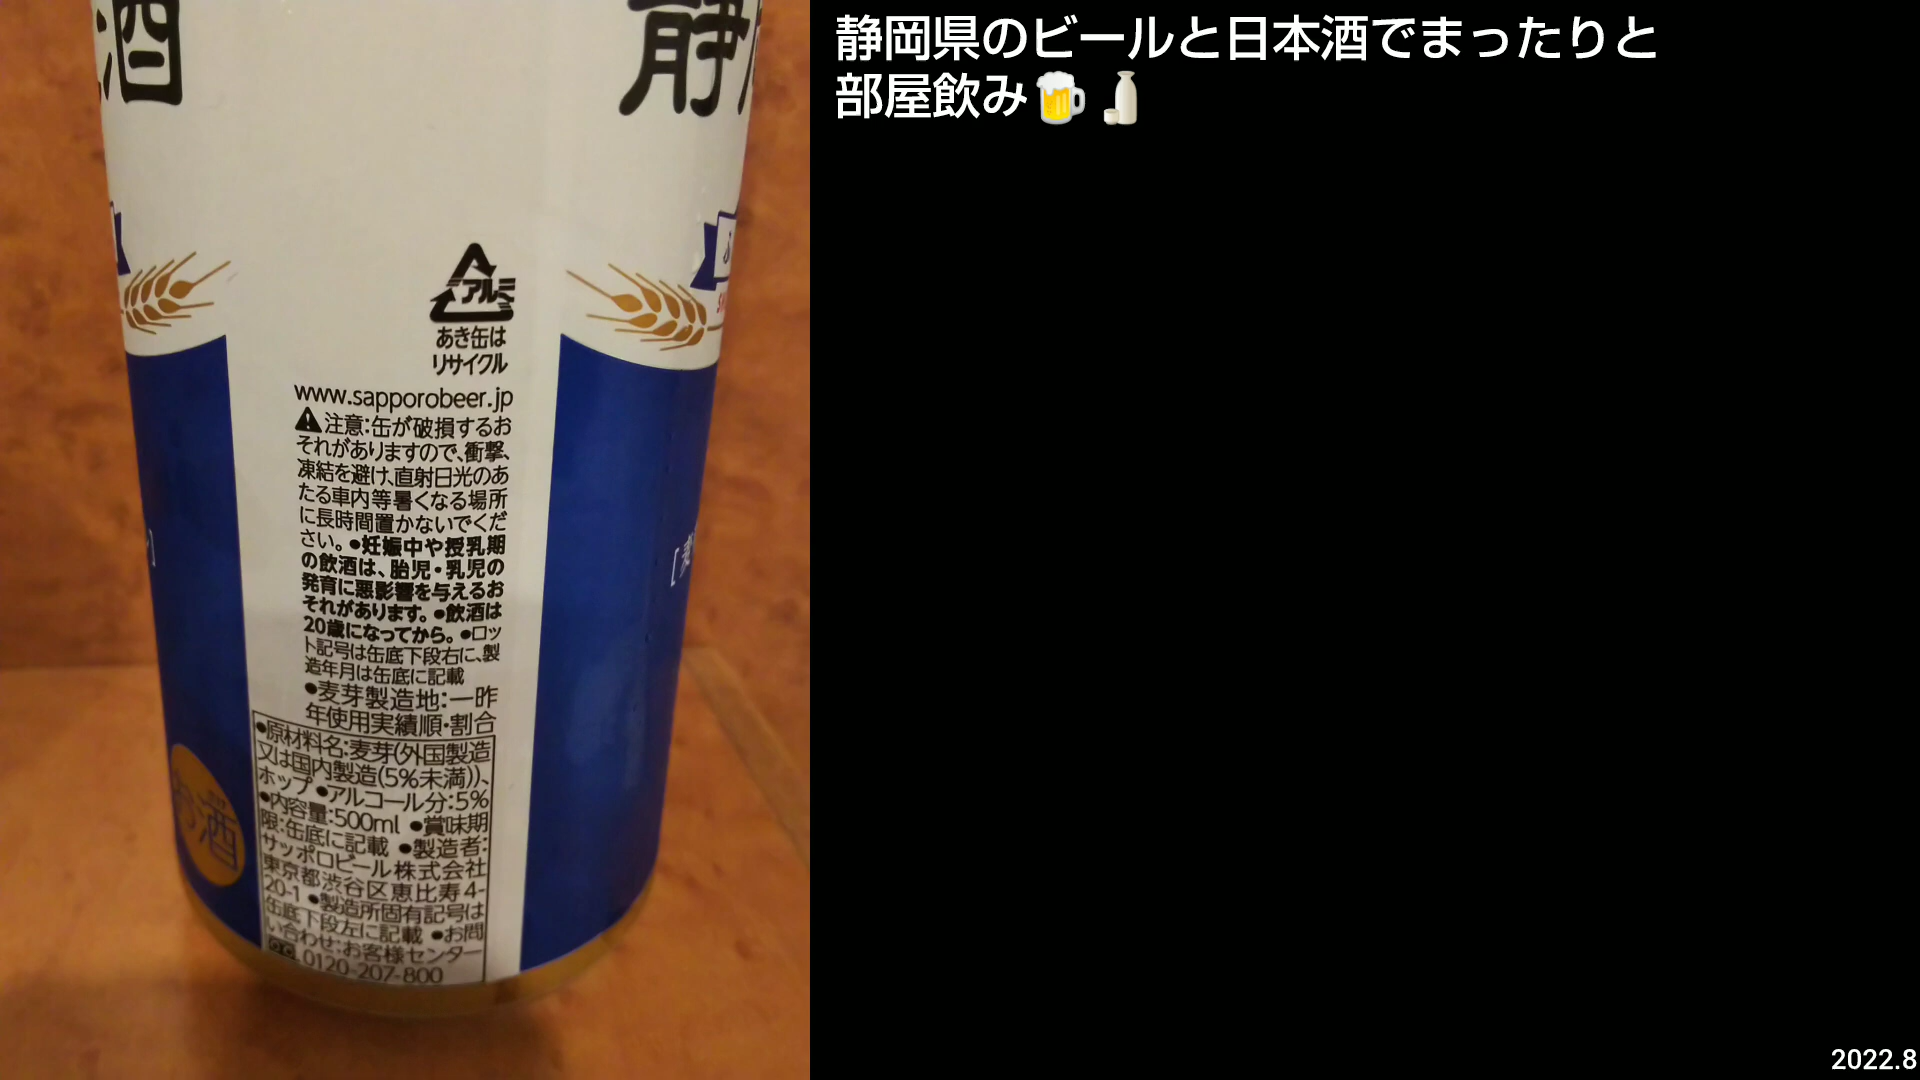 静岡県のビールと日本酒でまったりと
部屋飲み🍺🍶
酒
静
アルミ
あき缶は
リサイクル
www.sapporobeer.jp
注意:缶が破損するお
それがありますので、衝撃、
凍結を避け、直射日光のあ
たる車内等暑くなる場所
に長時間置かないでくだ
さい。●妊娠中や授乳期
の飲酒は、胎児・乳児の
発育に悪影響を与えるお
それがあります。●飲酒は
20歳になってから。●ロッ
ト記号は缶底下段右に、製
造年月は缶底に記載
●麦芽製造地:一昨
年使用実績順・割合
●原材料名:麦芽(外国製造
又は国内製造(5%未満))、
ホップ ●アルコール分:5%
●内容量:500ml ●賞味期
限:缶底に記載 ●製造者:
サッポロビール株式会社
東京都渋谷区恵比寿4-
20-1 ●製造所固有記号は
缶底下段左に記載 ●お問
い合わせ:お客様センター
0120-207-800
お酒
[麦
2022.8